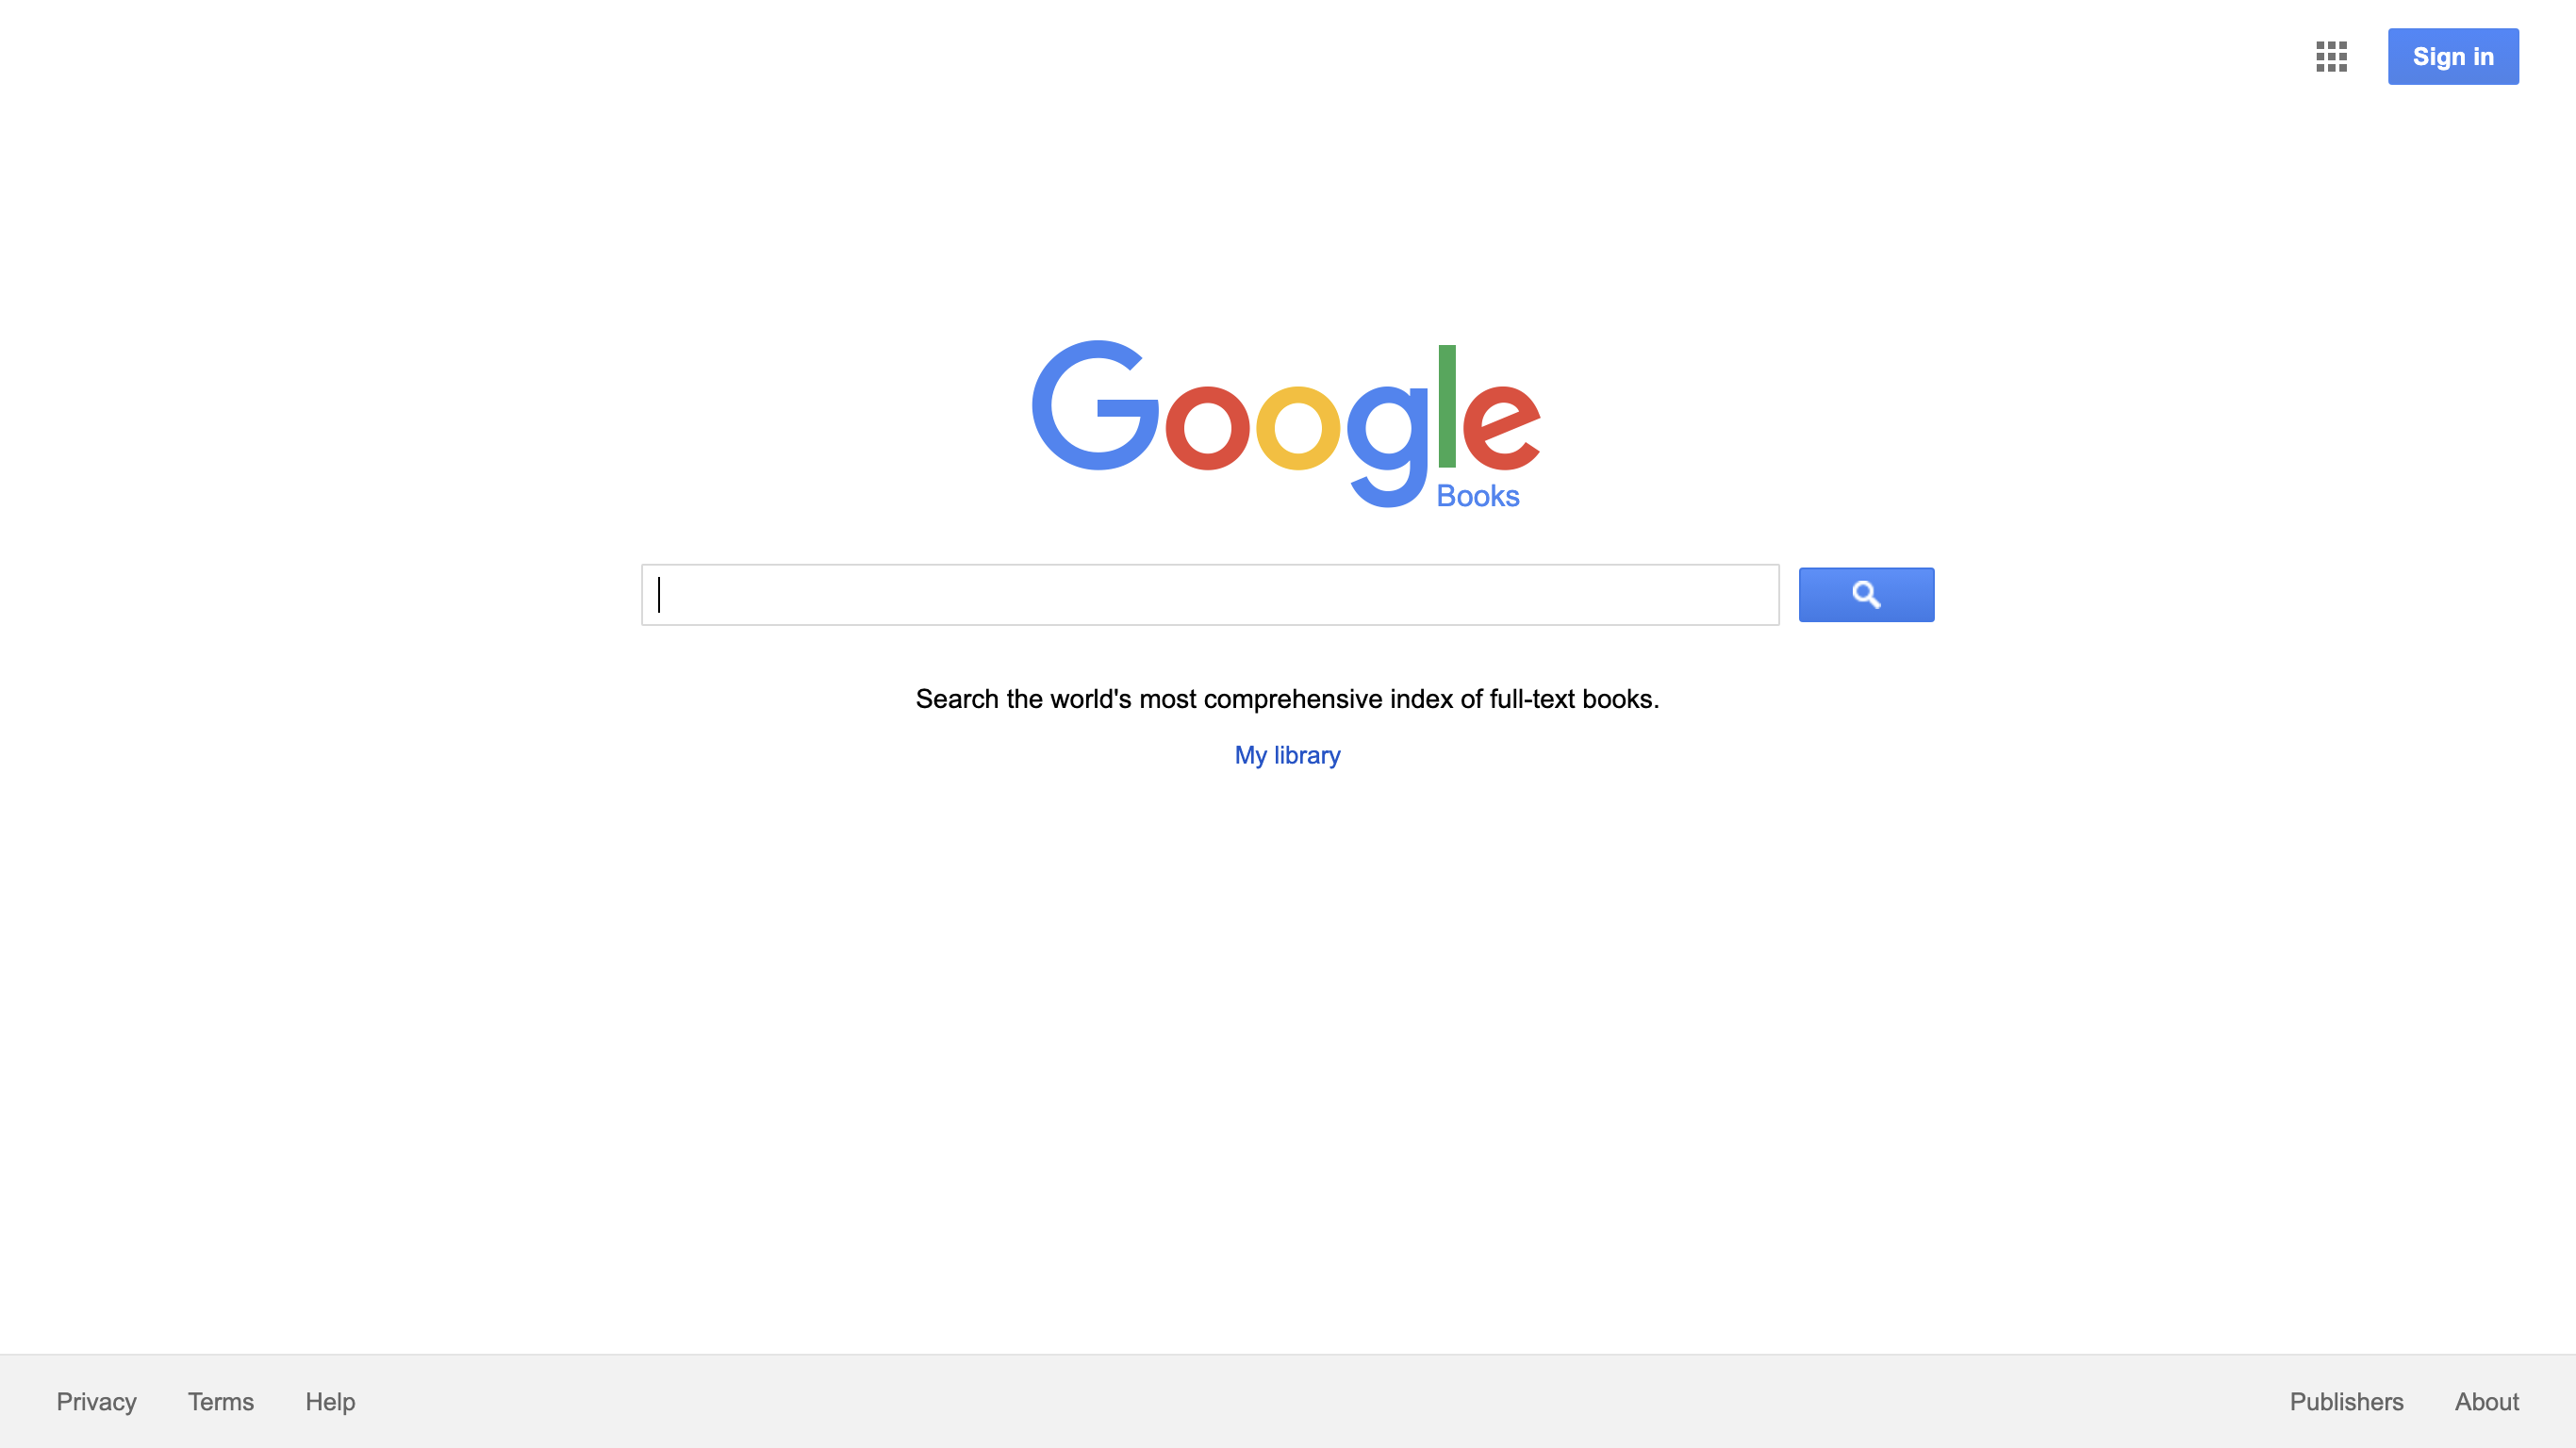 Sign in
Google
Books
Search the world's most comprehensive index of full-text books.
My library
Privacy Terms Help Publishers About